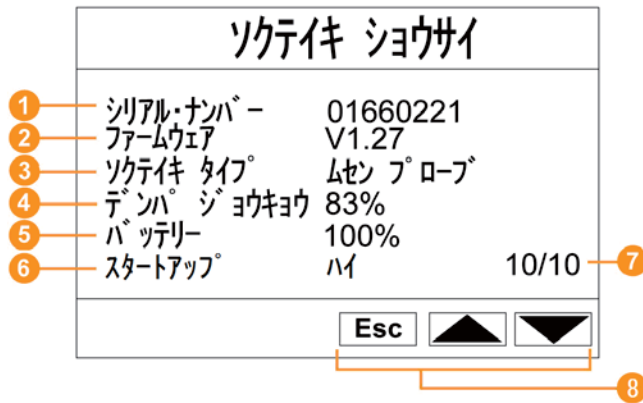 ソクテイキ ショウサイ
1 シリアル・ナンバー 01660221
2 ファームウェア V1.27
3 ソクテイキ タイプ ムセン プローブ
4 デンパ ジョウキョウ 83%
5 バッテリー 100%
6 スタートアップ ハイ 10/10 7
Esc
8